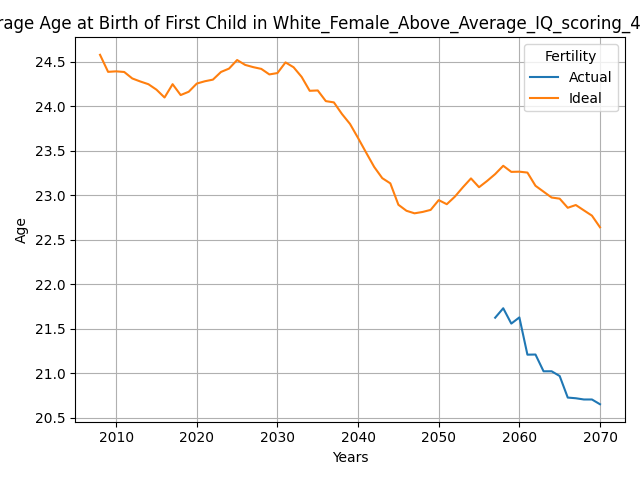 rage Age at Birth of First Child in White_Female_Above_Average_IQ_scoring_4
Fertility
Actual
Ideal
24.5
24.0
23.5
23.0
22.5
22.0
21.5
21.0
20.5
Age
2010 2020 2030 2040 2050 2060 2070
Years